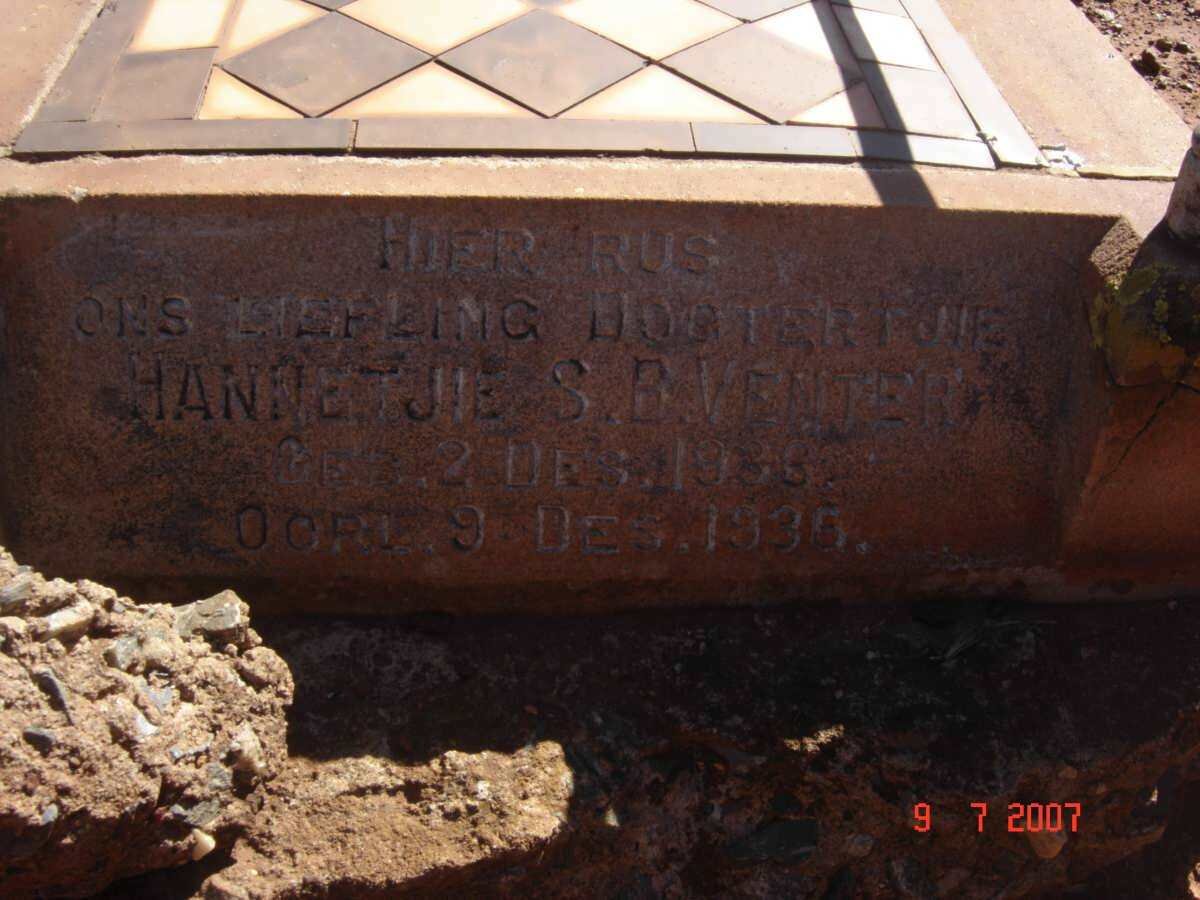 HIER RUS
ONS LIEFLING DOGTERTJIE
HANNETJIE S.B. VENTER
GEB. 2 DES. 1936.
OORL. 9 DES. 1936.
9 7 2007